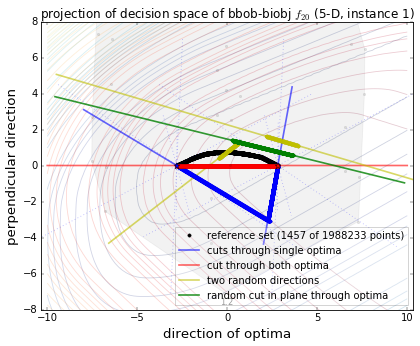 projection of decision space of bbob-biobj f₂₀ (5-D, instance 1)
8
6
4
2
0
−2
−4
−6
−8
perpendicular direction
reference set (1457 of 1988233 points)
cuts through single optima
cut through both optima
two random directions
random cut in plane through optima
−10
−5
0
5
10
direction of optima